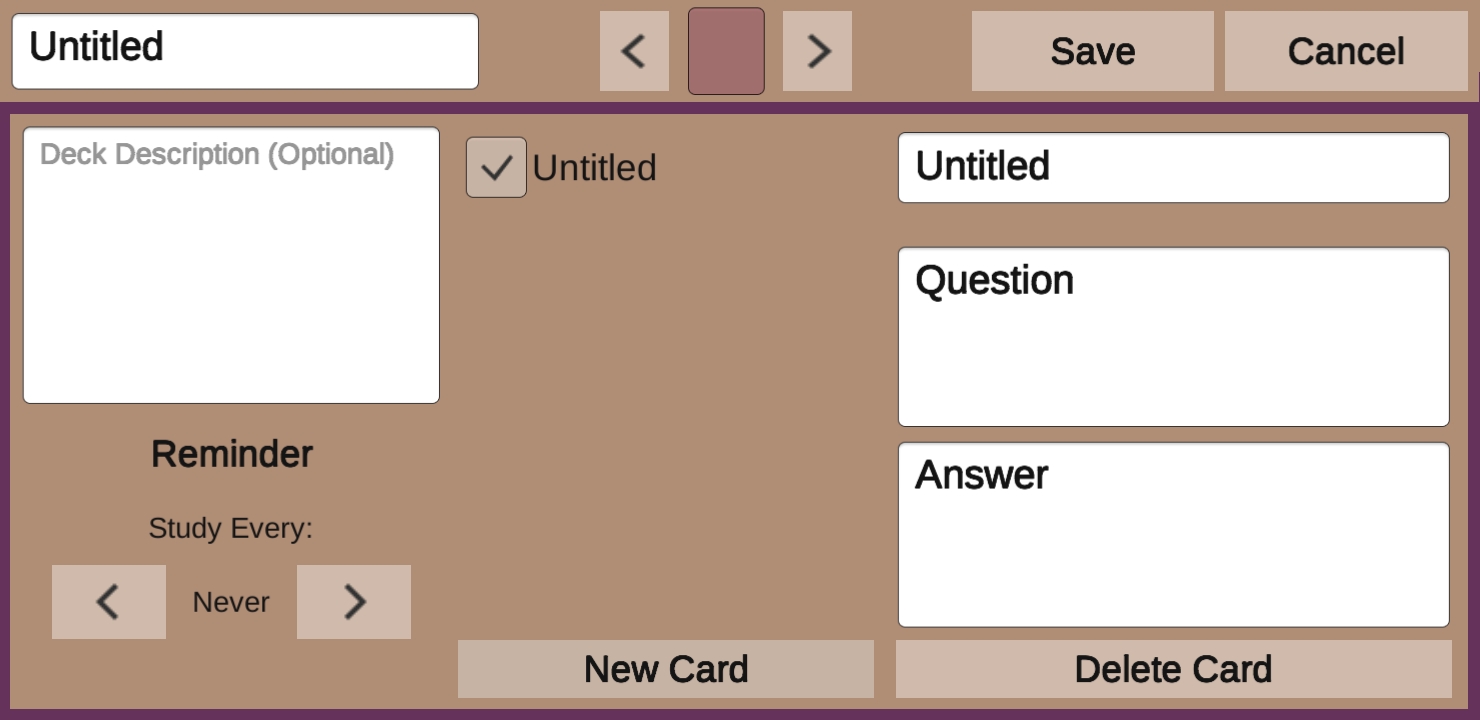 Untitled
Save
Cancel
Deck Description (Optional)
Reminder
Study Every:
Never
Untitled
New Card
Untitled
Question
Answer
Delete Card